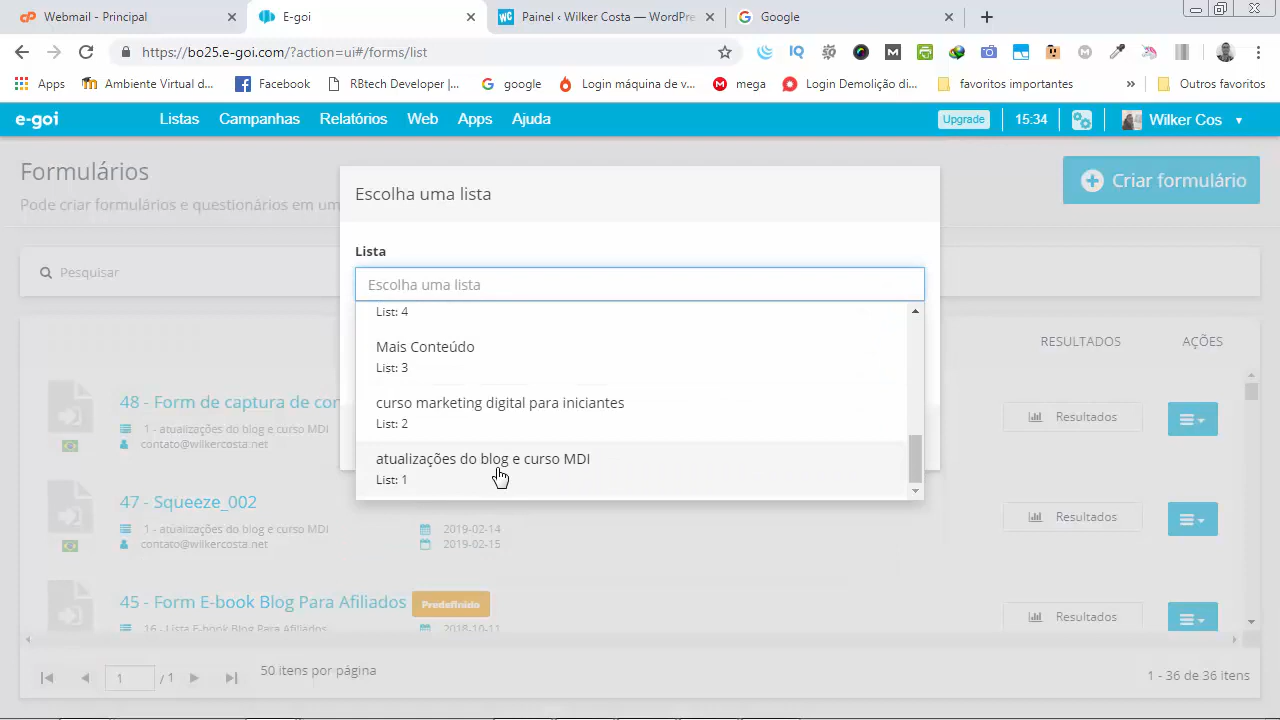 Webmail - Principal
E-goi
Painel ‹ Wilker Costa — WordPre
Google
https://bo25.e-goi.com/?action=ui#/forms/list
Apps
Ambiente Virtual d...
Facebook
RBtech Developer |...
google
Login máquina de v...
mega
Login Demolição di...
favoritos importantes
»
Outros favoritos
e-goi
Listas
Campanhas
Relatórios
Web
Apps
Ajuda
Upgrade
15:34
Wilker Cos
Formulários
Pode criar formulários e questionários em um
Criar formulário
Escolha uma lista
Lista
Escolha uma lista
Pesquisar
List: 4
Mais Conteúdo
List: 3
curso marketing digital para iniciantes
List: 2
atualizações do blog e curso MDI
List: 1
RESULTADOS
AÇÕES
48 - Form de captura de con
1 - atualizações do blog e curso MDI
contato@wilkercosta.net
Resultados
47 - Squeeze_002
1 - atualizações do blog e curso MDI
2019-02-14
contato@wilkercosta.net
2019-02-15
Resultados
45 - Form E-book Blog Para Afiliados
Predefinido
16 - Lista E-book Blog Para Afiliados
2018-10-11
Resultados
1
/ 1
50 itens por página
1 - 36 de 36 itens